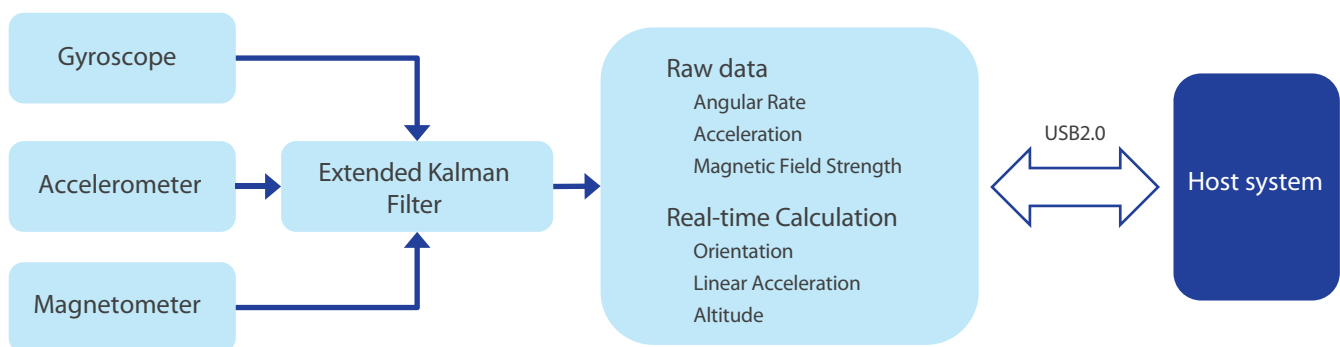 Gyroscope
Accelerometer
Magnetometer
Extended Kalman
Filter
Raw data
Angular Rate
Acceleration
Magnetic Field Strength
Real-time Calculation
Orientation
Linear Acceleration
Altitude
USB2.0
Host system